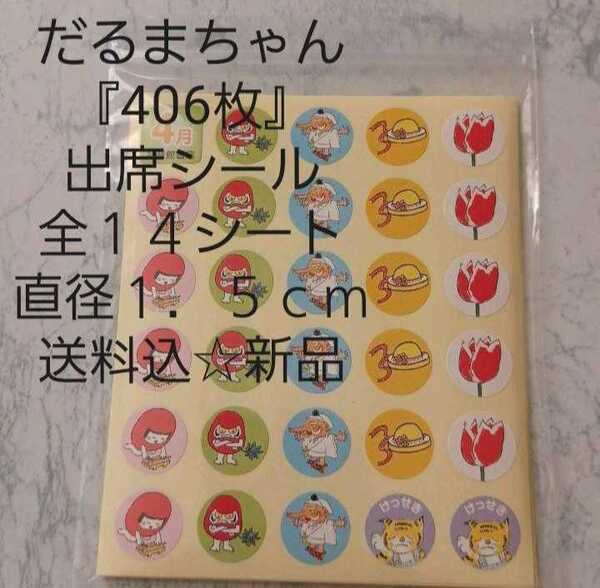 だるまちゃん
『406枚』
4月
出席シール
全１４シート
直径１．５ｃｍ
送料込☆新品
けっせき
けっせき